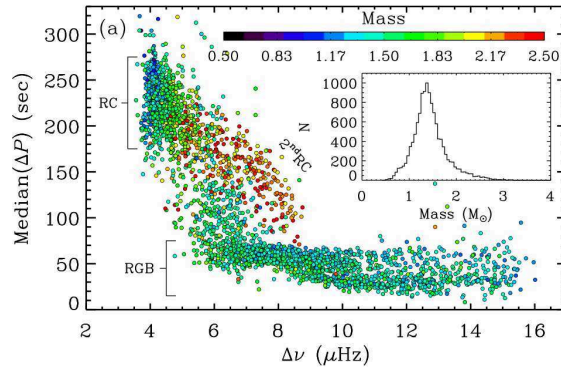 Mass
(a)
0.50 0.83 1.17 1.50 1.83 2.17 2.50
300
250
200
150
100
50
0
Median(ΔP) (sec)
RC
2ndRC
RGB
1000
800
600
400
200
0
N
0 1 2 3 4
Mass (M⊙)
2 4 6 8 10 12 14 16
Δν (μHz)